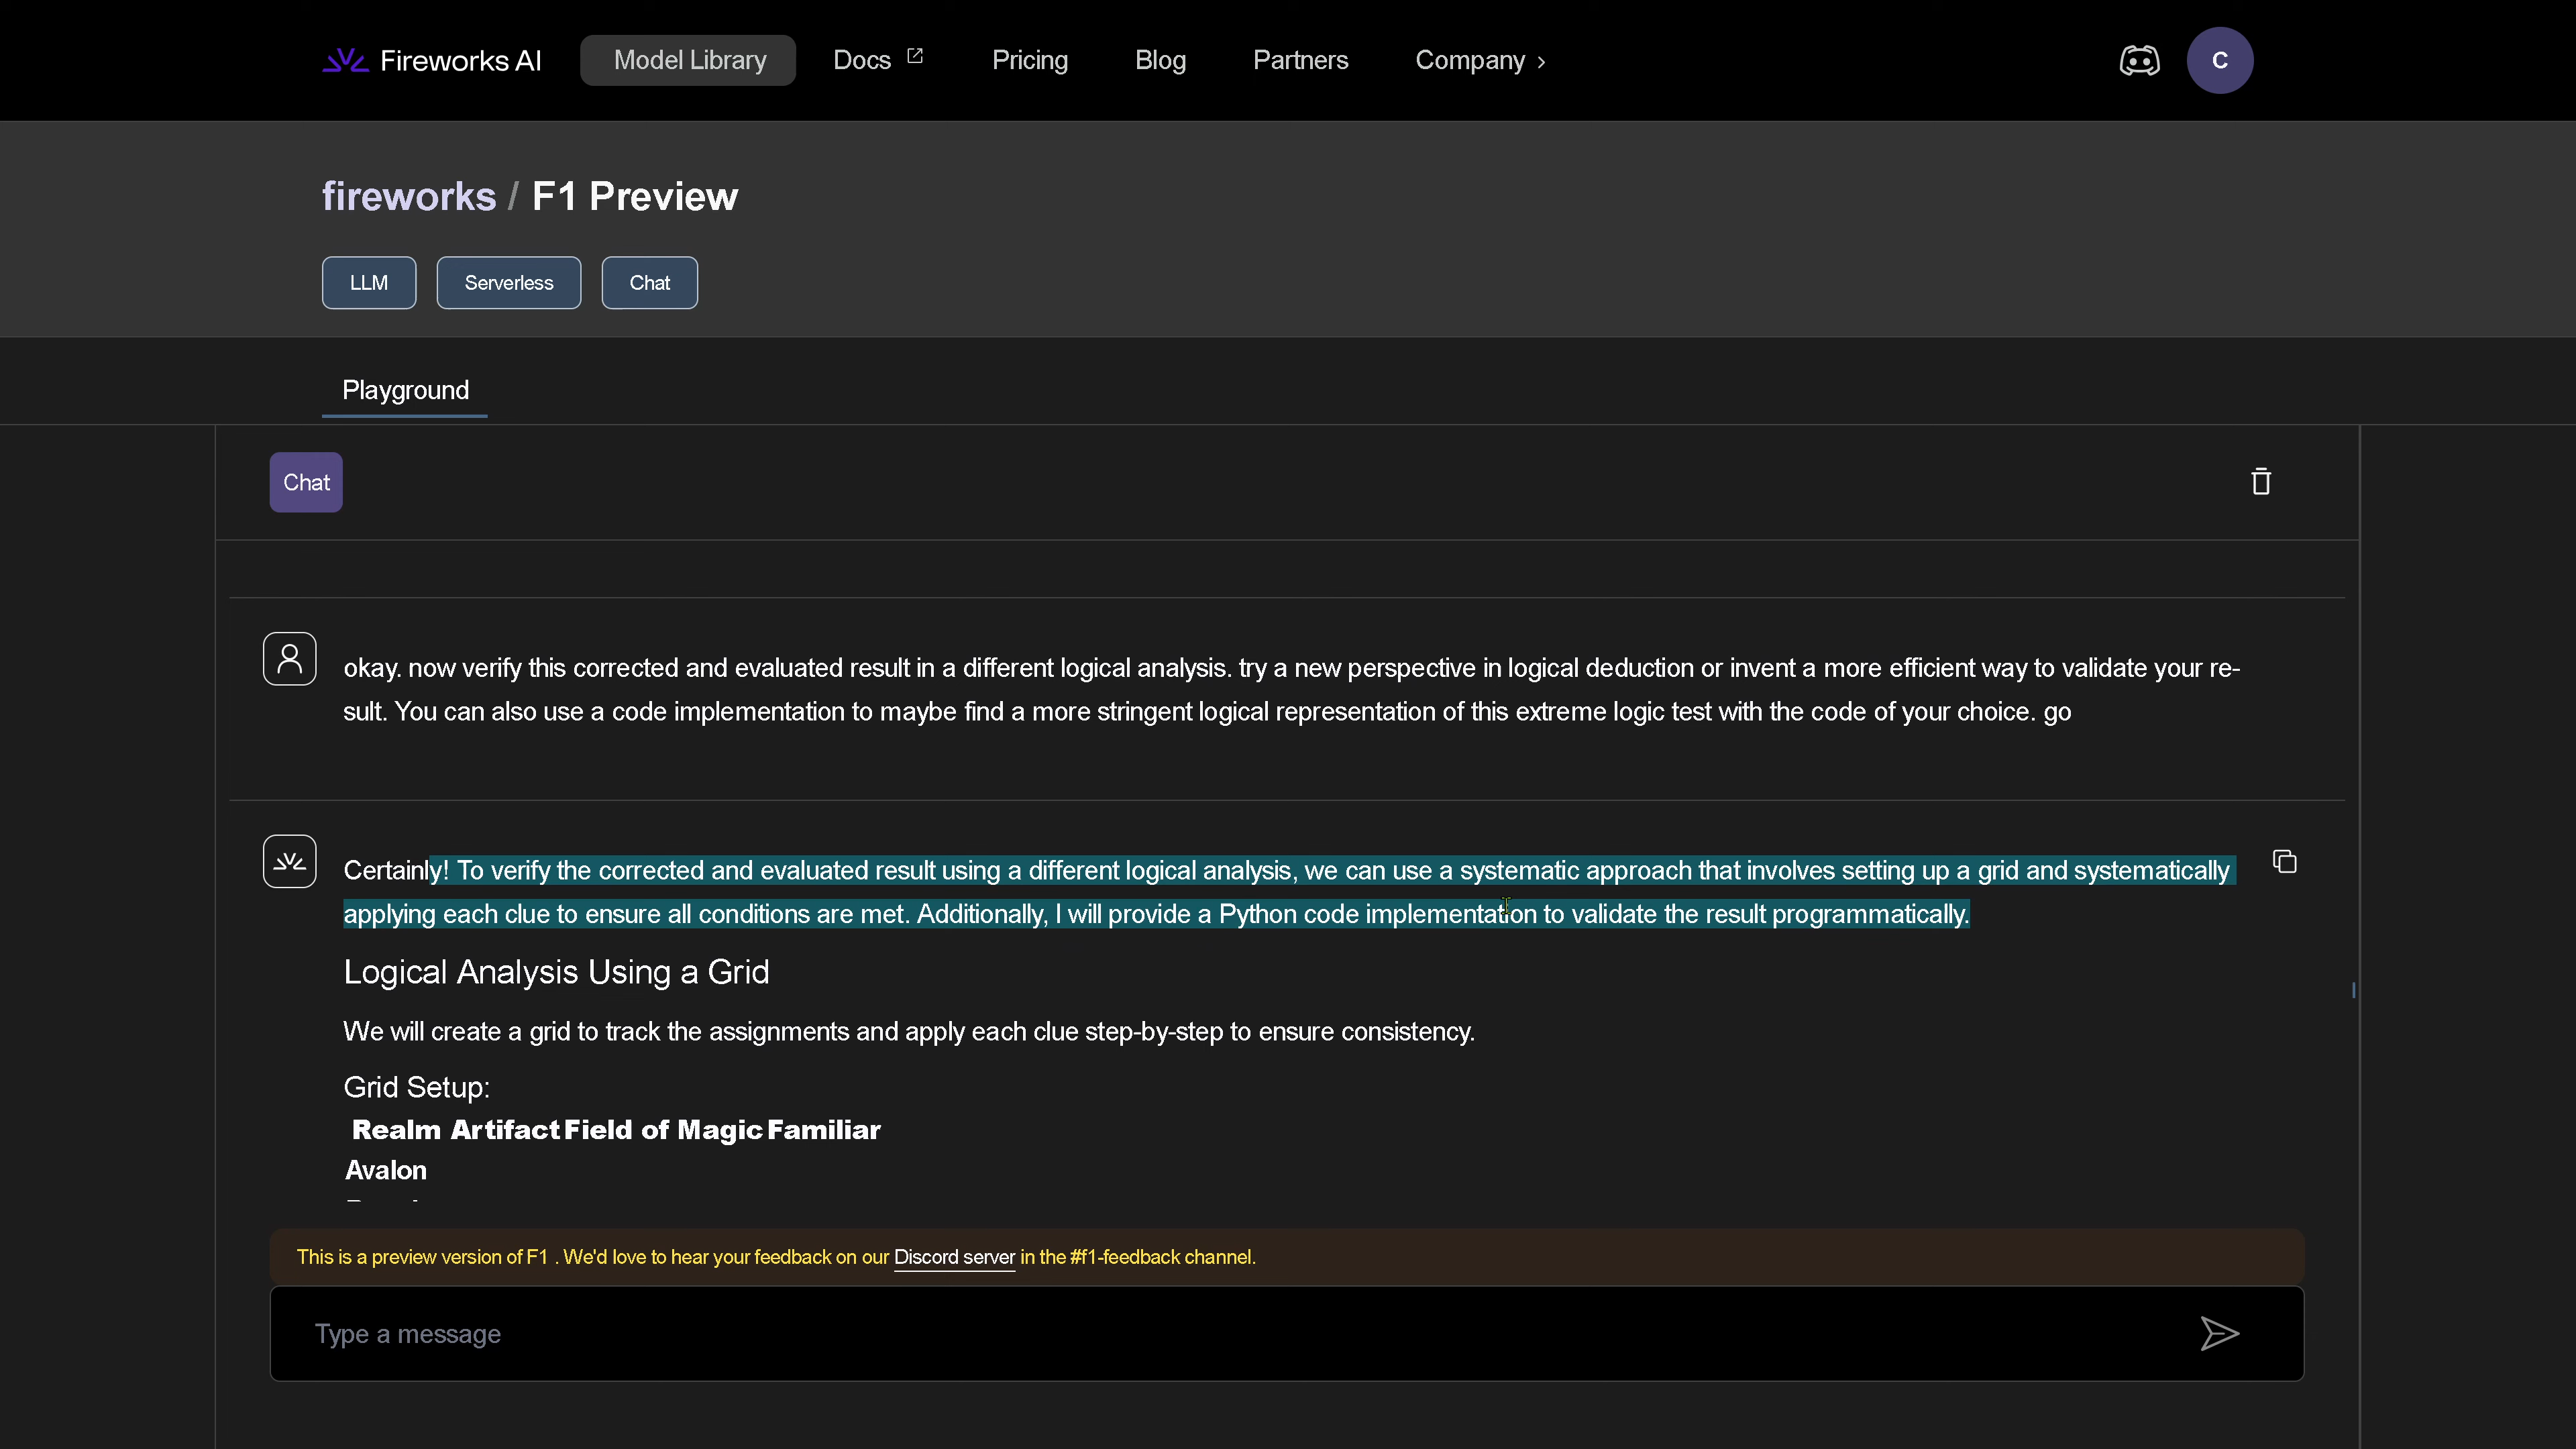 Fireworks AI Model Library Docs Pricing Blog Partners Company › C
fireworks / F1 Preview
LLM Serverless Chat
Playground
Chat
okay. now verify this corrected and evaluated result in a different logical analysis. try a new perspective in logical deduction or invent a more efficient way to validate your re-
sult. You can also use a code implementation to maybe find a more stringent logical representation of this extreme logic test with the code of your choice. go
Certainly! To verify the corrected and evaluated result using a different logical analysis, we can use a systematic approach that involves setting up a grid and systematically
applying each clue to ensure all conditions are met. Additionally, I will provide a Python code implementation to validate the result programmatically.
Logical Analysis Using a Grid
We will create a grid to track the assignments and apply each clue step-by-step to ensure consistency.
Grid Setup:
Realm Artifact Field of Magic Familiar
Avalon
This is a preview version of F1 . We'd love to hear your feedback on our Discord server in the #f1-feedback channel.
Type a message